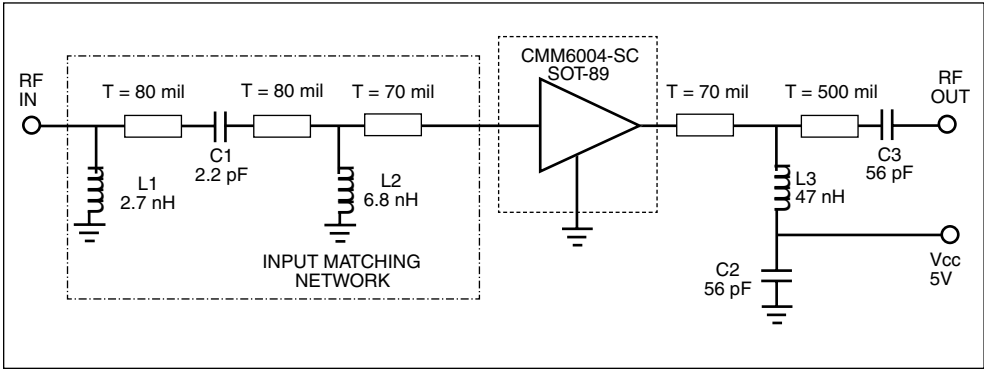 CMM6004-SC
SOT-89
RF
IN
T = 80 mil
T = 80 mil
T = 70 mil
T = 70 mil
T = 500 mil
RF
OUT
C1
2.2 pF
C3
56 pF
L1
2.7 nH
L2
6.8 nH
L3
47 nH
INPUT MATCHING
NETWORK
C2
56 pF
Vcc
5V